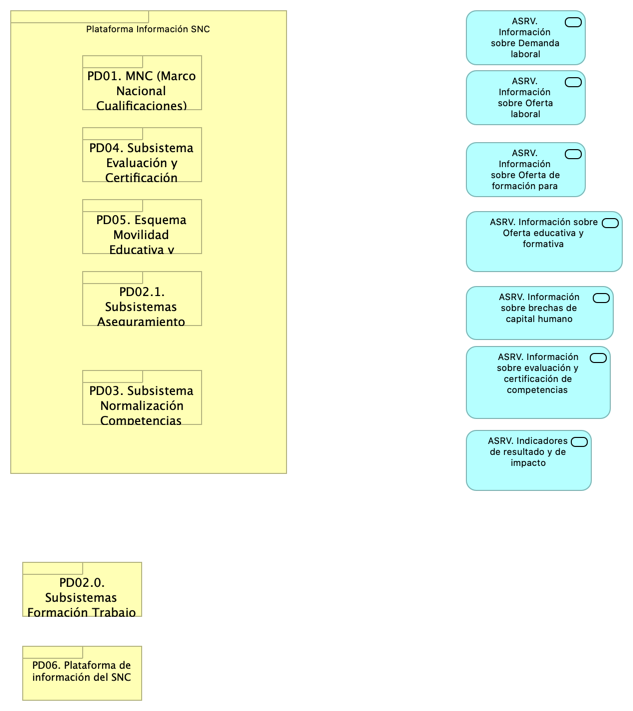 Plataforma Información SNC
PD01. MNC (Marco
Nacional
Cualificaciones)
PD04. Subsistema
Evaluación y
Certificación
PD05. Esquema
Movilidad
Educativa y
PD02.1.
Subsistemas
Aseguramiento
PD03. Subsistema
Normalización
Competencias
PD02.0.
Subsistemas
Formación Trabajo
PD06. Plataforma de
información del SNC
ASRV.
Información
sobre Demanda
laboral
ASRV.
Información
sobre Oferta
laboral
ASRV.
Información
sobre Oferta de
formación para
ASRV. Información sobre
Oferta educativa y
formativa
ASRV. Información
sobre brechas de
capital humano
ASRV. Información
sobre evaluación y
certificación de
competencias
ASRV. Indicadores
de resultado y de
impacto